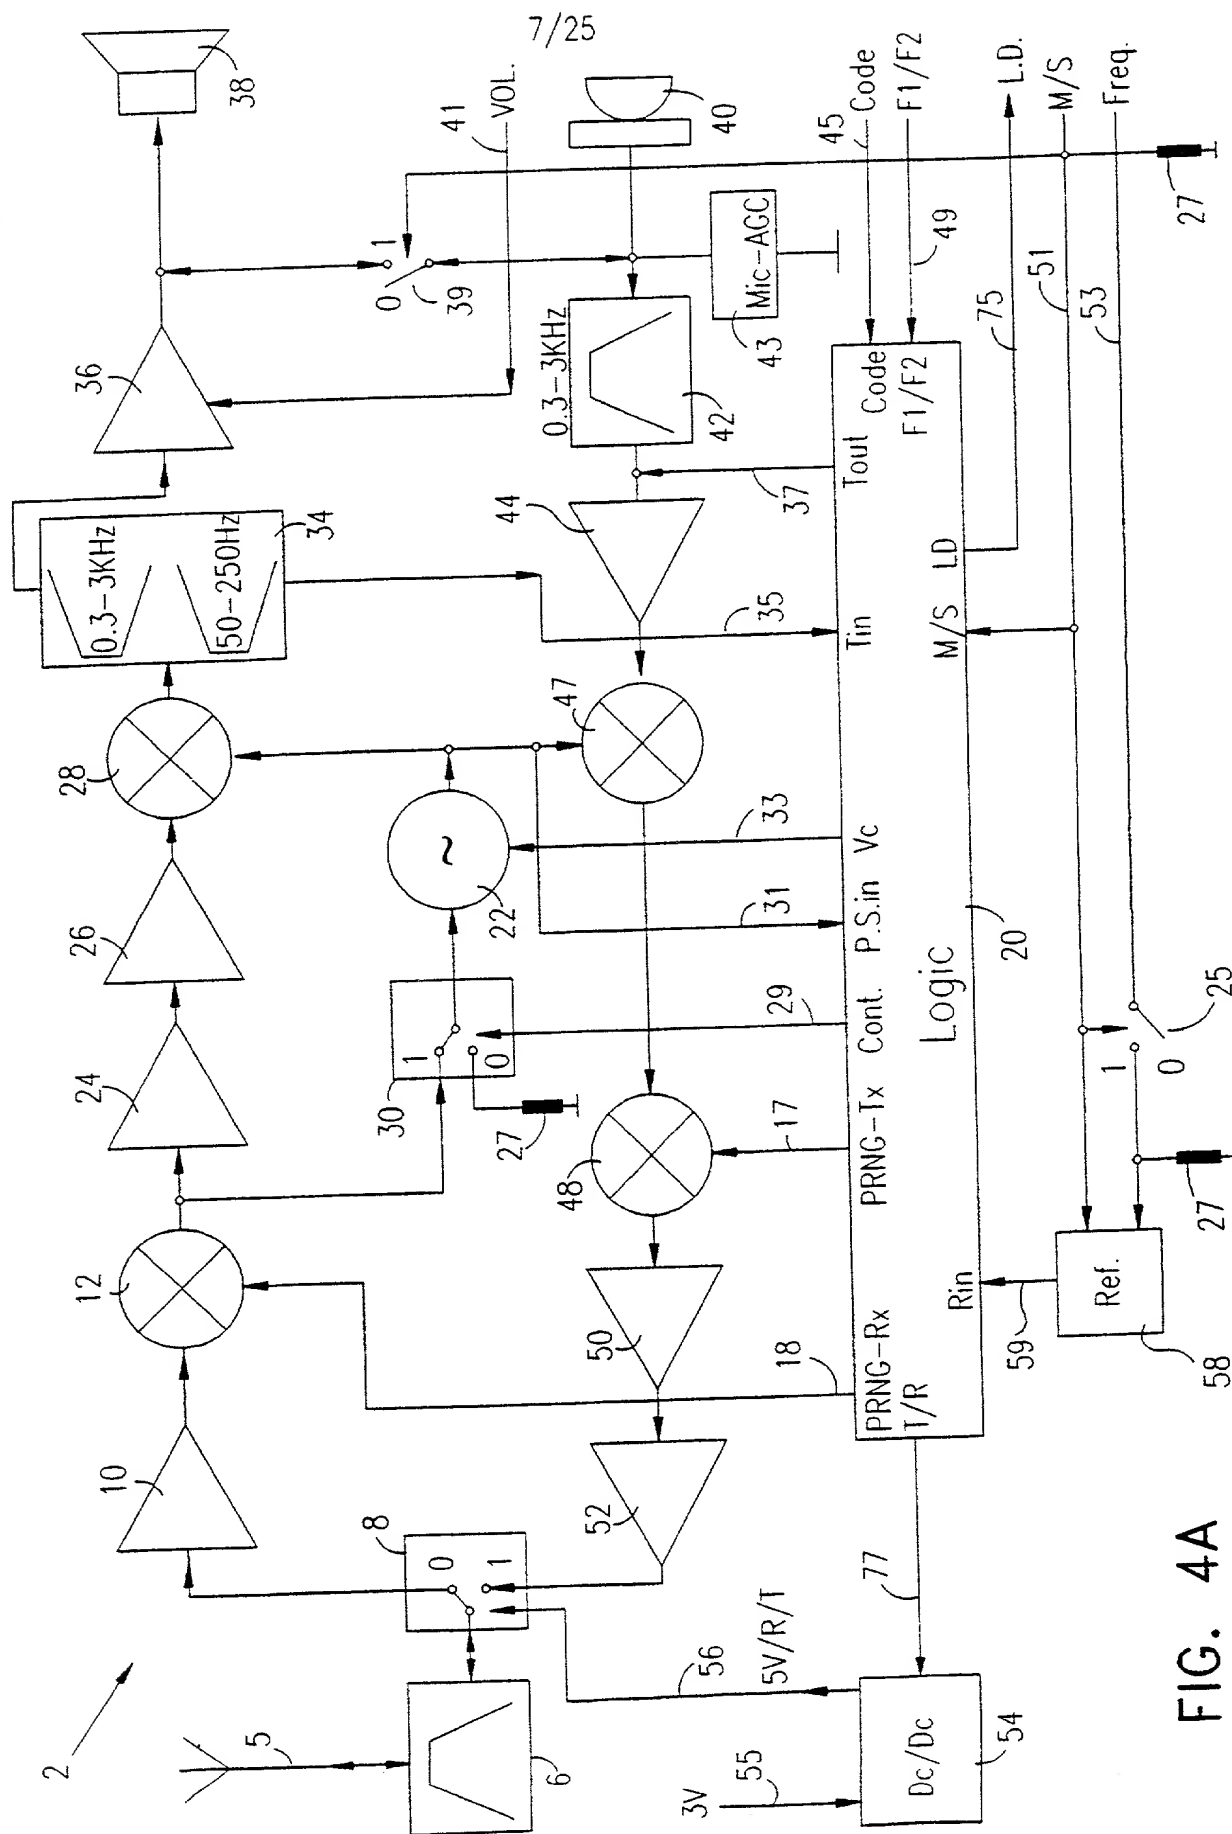 7/25
38
41
VOL.
40
45
Code
F1/F2
L.D.
M/S
Freq.
36
1
0
39
Mic-AGC
43
0.3-3KHz
42
49
75
51
53
27
0.3-3KHz
50-250Hz
34
44
37
35
Tout
Code
F1/F2
Tin
LD
M/S
28
47
~
22
33
31
Vc
P.S.in
Cont.
Logic
20
26
24
30
1
0
27
29
25
1
0
27
12
48
17
PRNG-Tx
PRNG-Rx
T/R
Rin
59
Ref.
58
10
50
18
52
8
0
1
77
56
5V/R/T
2
5
6
3V
55
Dc/Dc
54
FIG. 4A